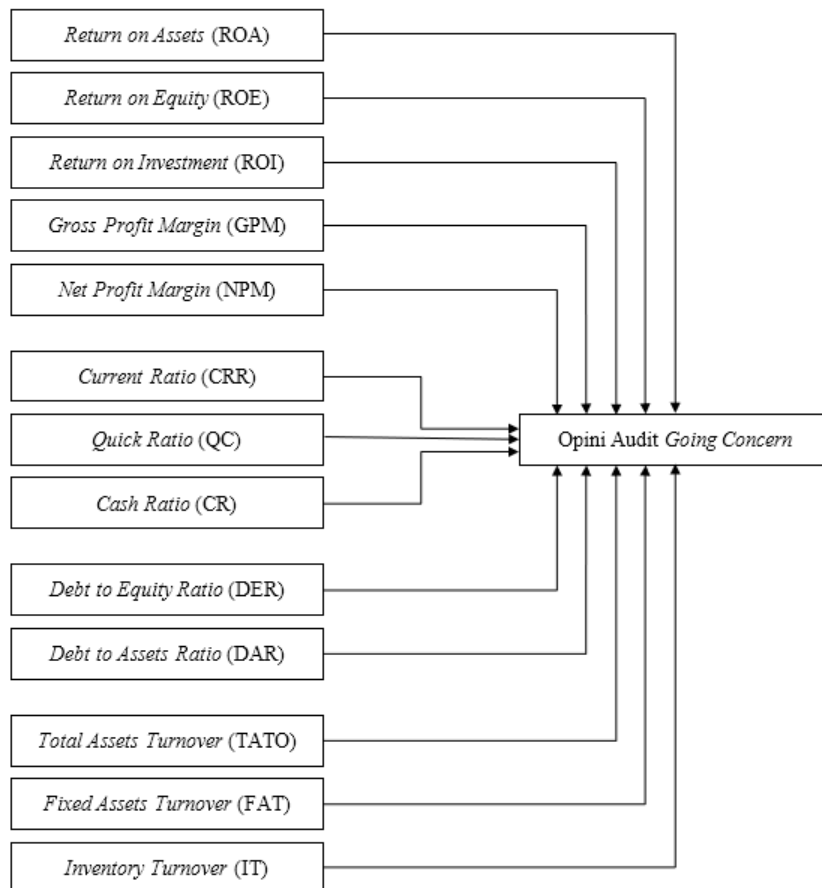 Return on Assets (ROA)
Return on Equity (ROE)
Return on Investment (ROI)
Gross Profit Margin (GPM)
Net Profit Margin (NPM)
Current Ratio (CRR)
Quick Ratio (QC)
Opini Audit Going Concern
Cash Ratio (CR)
Debt to Equity Ratio (DER)
Debt to Assets Ratio (DAR)
Total Assets Turnover (TATO)
Fixed Assets Turnover (FAT)
Inventory Turnover (IT)